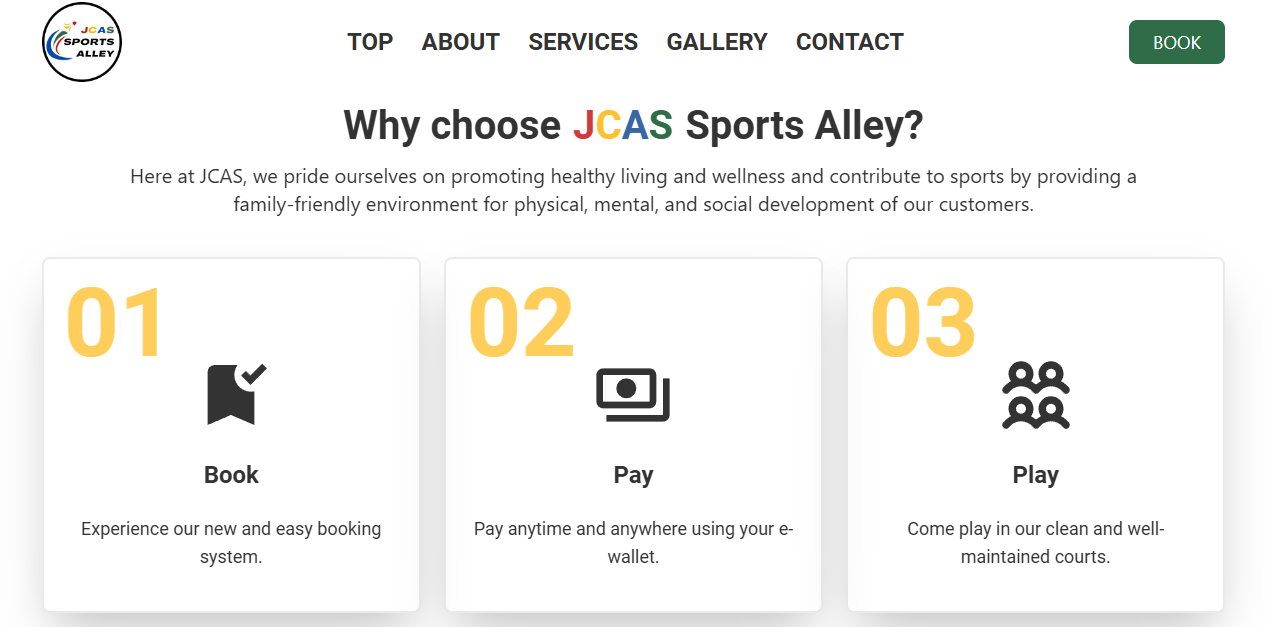 JCAS
SPORTS
ALLEY
TOP ABOUT SERVICES GALLERY CONTACT
BOOK
Why choose JCAS Sports Alley?
Here at JCAS, we pride ourselves on promoting healthy living and wellness and contribute to sports by providing a
family-friendly environment for physical, mental, and social development of our customers.
01
Book
Experience our new and easy booking
system.
02
Pay
Pay anytime and anywhere using your e-
wallet.
03
Play
Come play in our clean and well-
maintained courts.